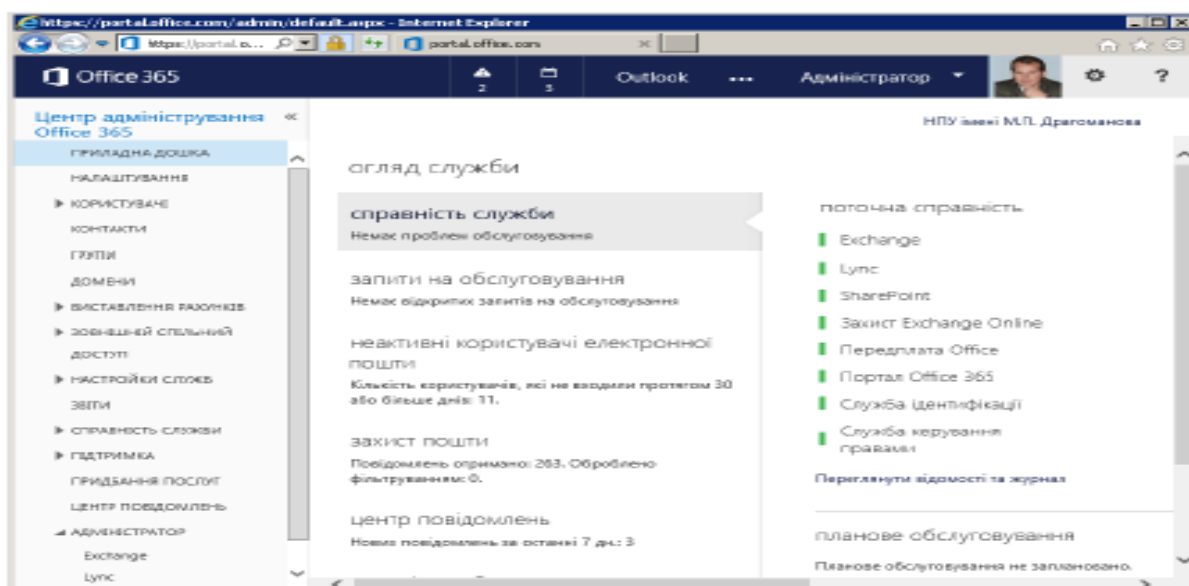 https://portal.office.com/admin/default.aspx - Internet Explorer
https://portal.o... portal.office.com
Office 365 2 3 Outlook ... Адміністратор ?
Центр адміністрування
Office 365
НПУ імені М.П. Драгоманова
ПРИЛАДНА ДОШКА
НАЛАШТУВАННЯ
КОРИСТУВАЧІ
КОНТАКТИ
ГРУПИ
ДОМЕНИ
ВИСТАВЛЕННЯ РАХУНКІВ
ЗОВНІШНІЙ СПІЛЬНИЙ
ДОСТУП
НАСТРОЙКИ СЛУЖБ
ЗВІТИ
СПРАВНІСТЬ СЛУЖБИ
ПІДТРИМКА
ПРИДБАННЯ ПОСЛУГ
ЦЕНТР ПОВІДОМЛЕНЬ
АДМІНІСТРАТОР
Exchange
Lync
огляд служби
справність служби
Немає проблем обслуговування
запити на обслуговування
Немає відкритих запитів на обслуговування
неактивні користувачі електронної
пошти
Кількість користувачів, які не входили протягом 30
або більше днів: 11.
захист пошти
Повідомлень отримано: 263. Оброблено
фільтруванням: 0.
центр повідомлень
Нових повідомлень за останні 7 дн.: 3
поточна справність
Exchange
Lync
SharePoint
Захист Exchange Online
Передплата Office
Портал Office 365
Служба ідентифікації
Служба керування
правами
Переглянути відомості та журнал
планове обслуговування
Планове обслуговування не заплановано.